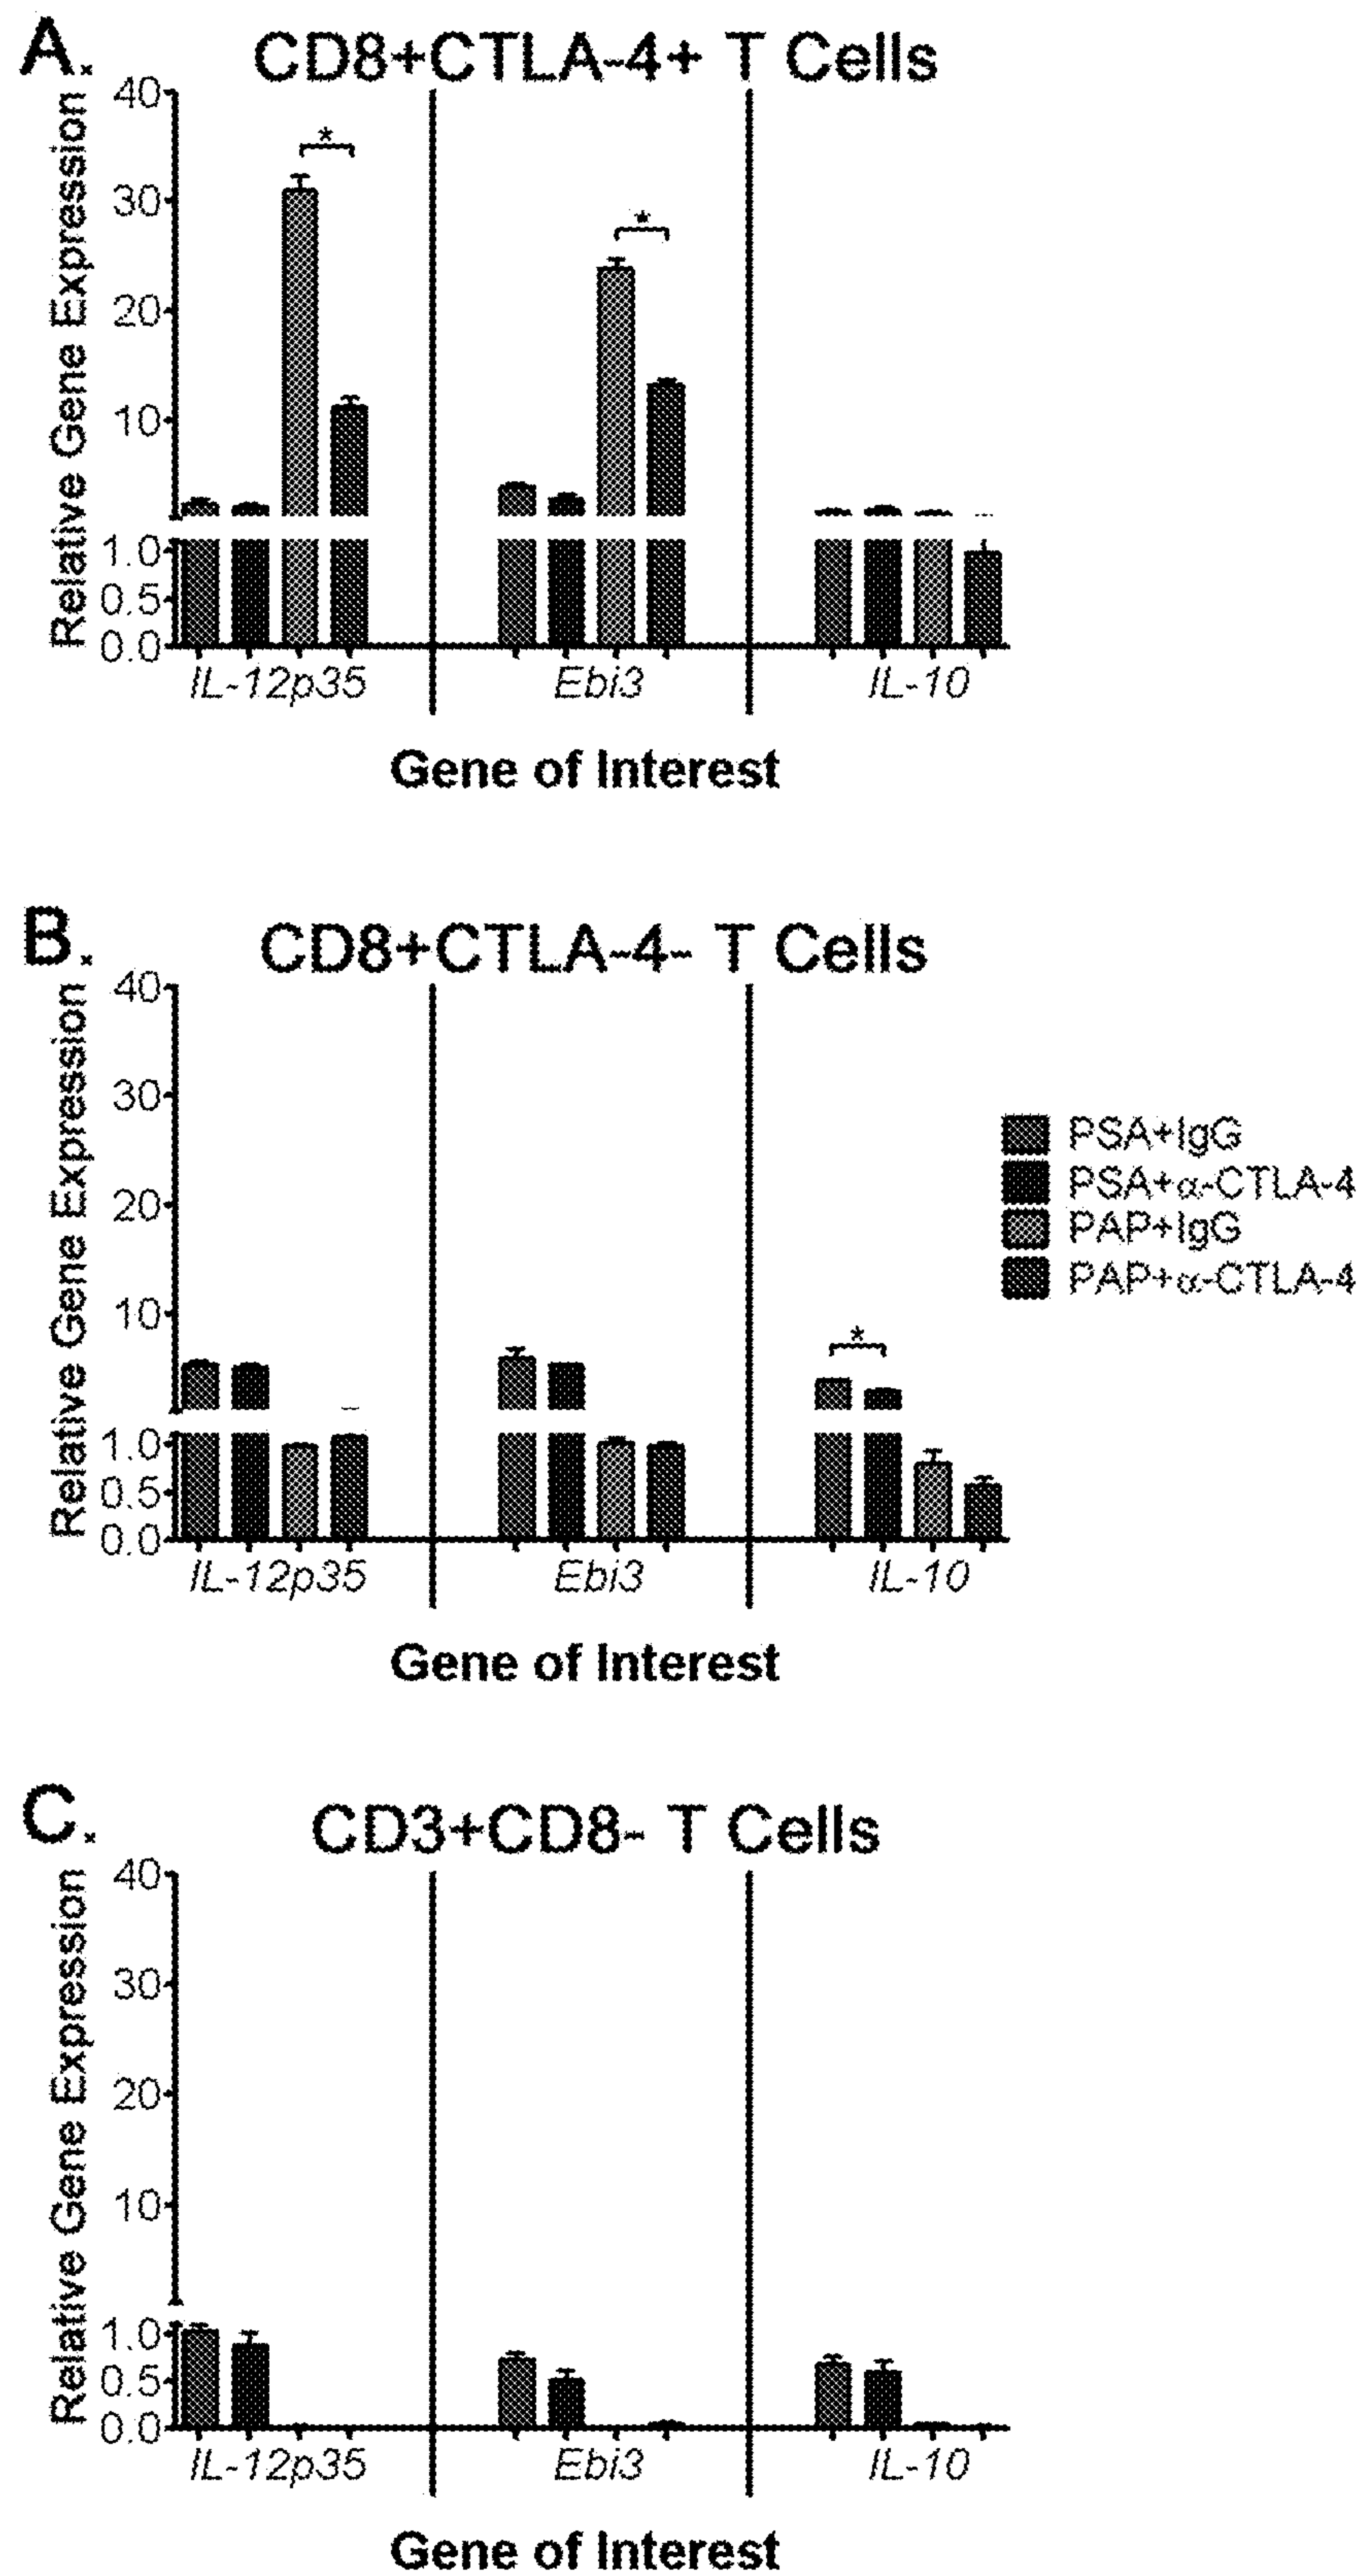 A.
CD8+CTLA-4+ T Cells
Relative Gene Expression
40
*
30
*
20
10
1.0
0.5
0.0
IL-12p35 Ebi3 IL-10
Gene of Interest
B.
CD8+CTLA-4- T Cells
Relative Gene Expression
40
30
20
10
*
1.0
0.5
0.0
IL-12p35 Ebi3 IL-10
Gene of Interest
PSA+IgG
PSA+α-CTLA-4
PAP+IgG
PAP+α-CTLA-4
C.
CD3+CD8- T Cells
Relative Gene Expression
40
30
20
10
1.0
0.5
0.0
IL-12p35 Ebi3 IL-10
Gene of Interest